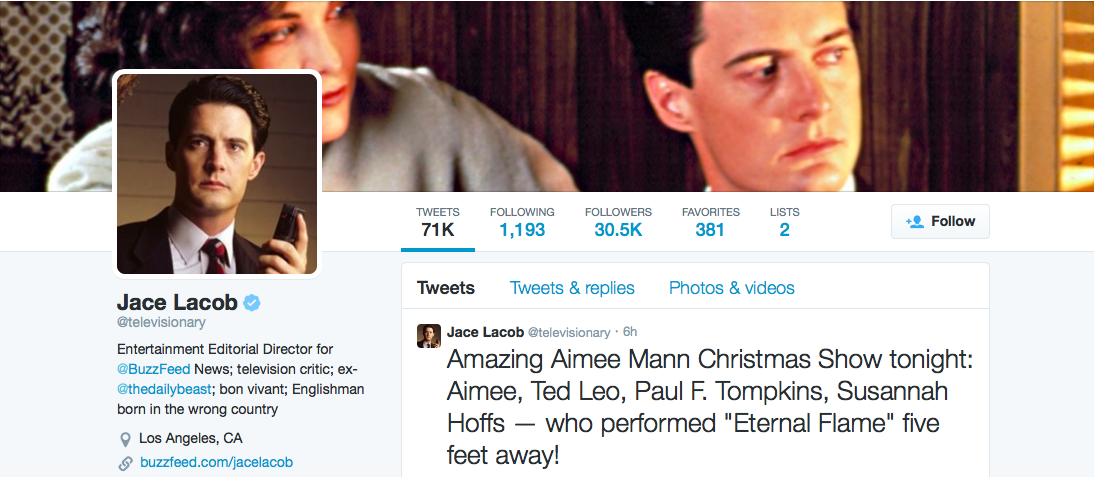 TWEETS
71K
FOLLOWING
1,193
FOLLOWERS
30.5K
FAVORITES
381
LISTS
2
Follow
Jace Lacob
@televisionary
Entertainment Editorial Director for
@BuzzFeed News; television critic; ex-
@thedailybeast; bon vivant; Englishman
born in the wrong country
Los Angeles, CA
buzzfeed.com/jacelacob
Tweets Tweets & replies Photos & videos
Jace Lacob @televisionary · 6h
Amazing Aimee Mann Christmas Show tonight:
Aimee, Ted Leo, Paul F. Tompkins, Susannah
Hoffs — who performed "Eternal Flame" five
feet away!